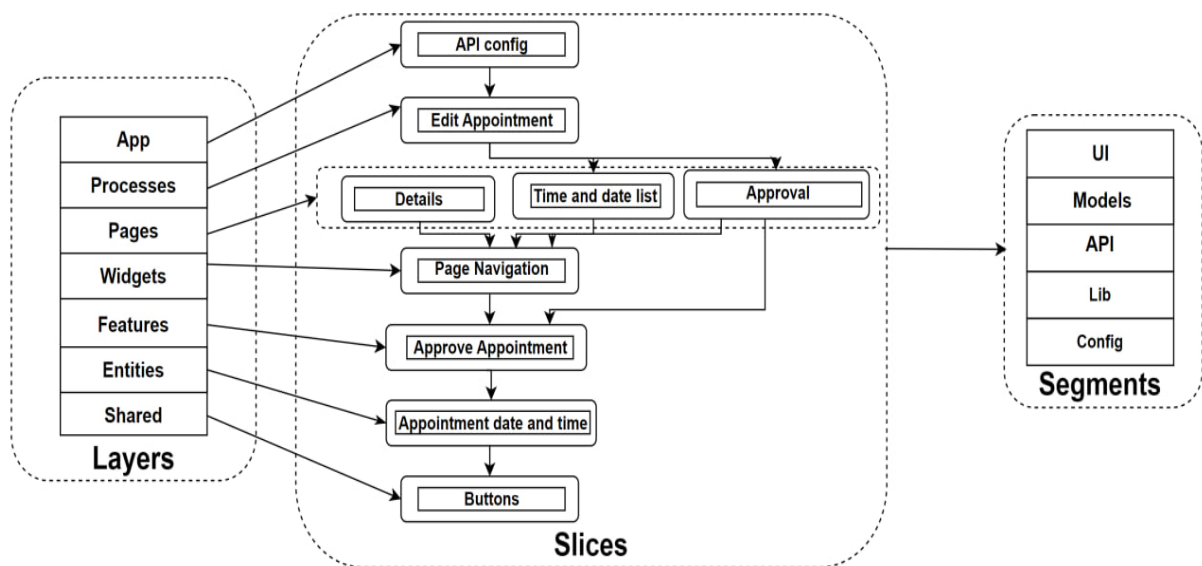 App
Processes
Pages
Widgets
Features
Entities
Shared
Layers
API config
Edit Appointment
Details
Time and date list
Approval
Page Navigation
Approve Appointment
Appointment date and time
Buttons
Slices
UI
Models
API
Lib
Config
Segments